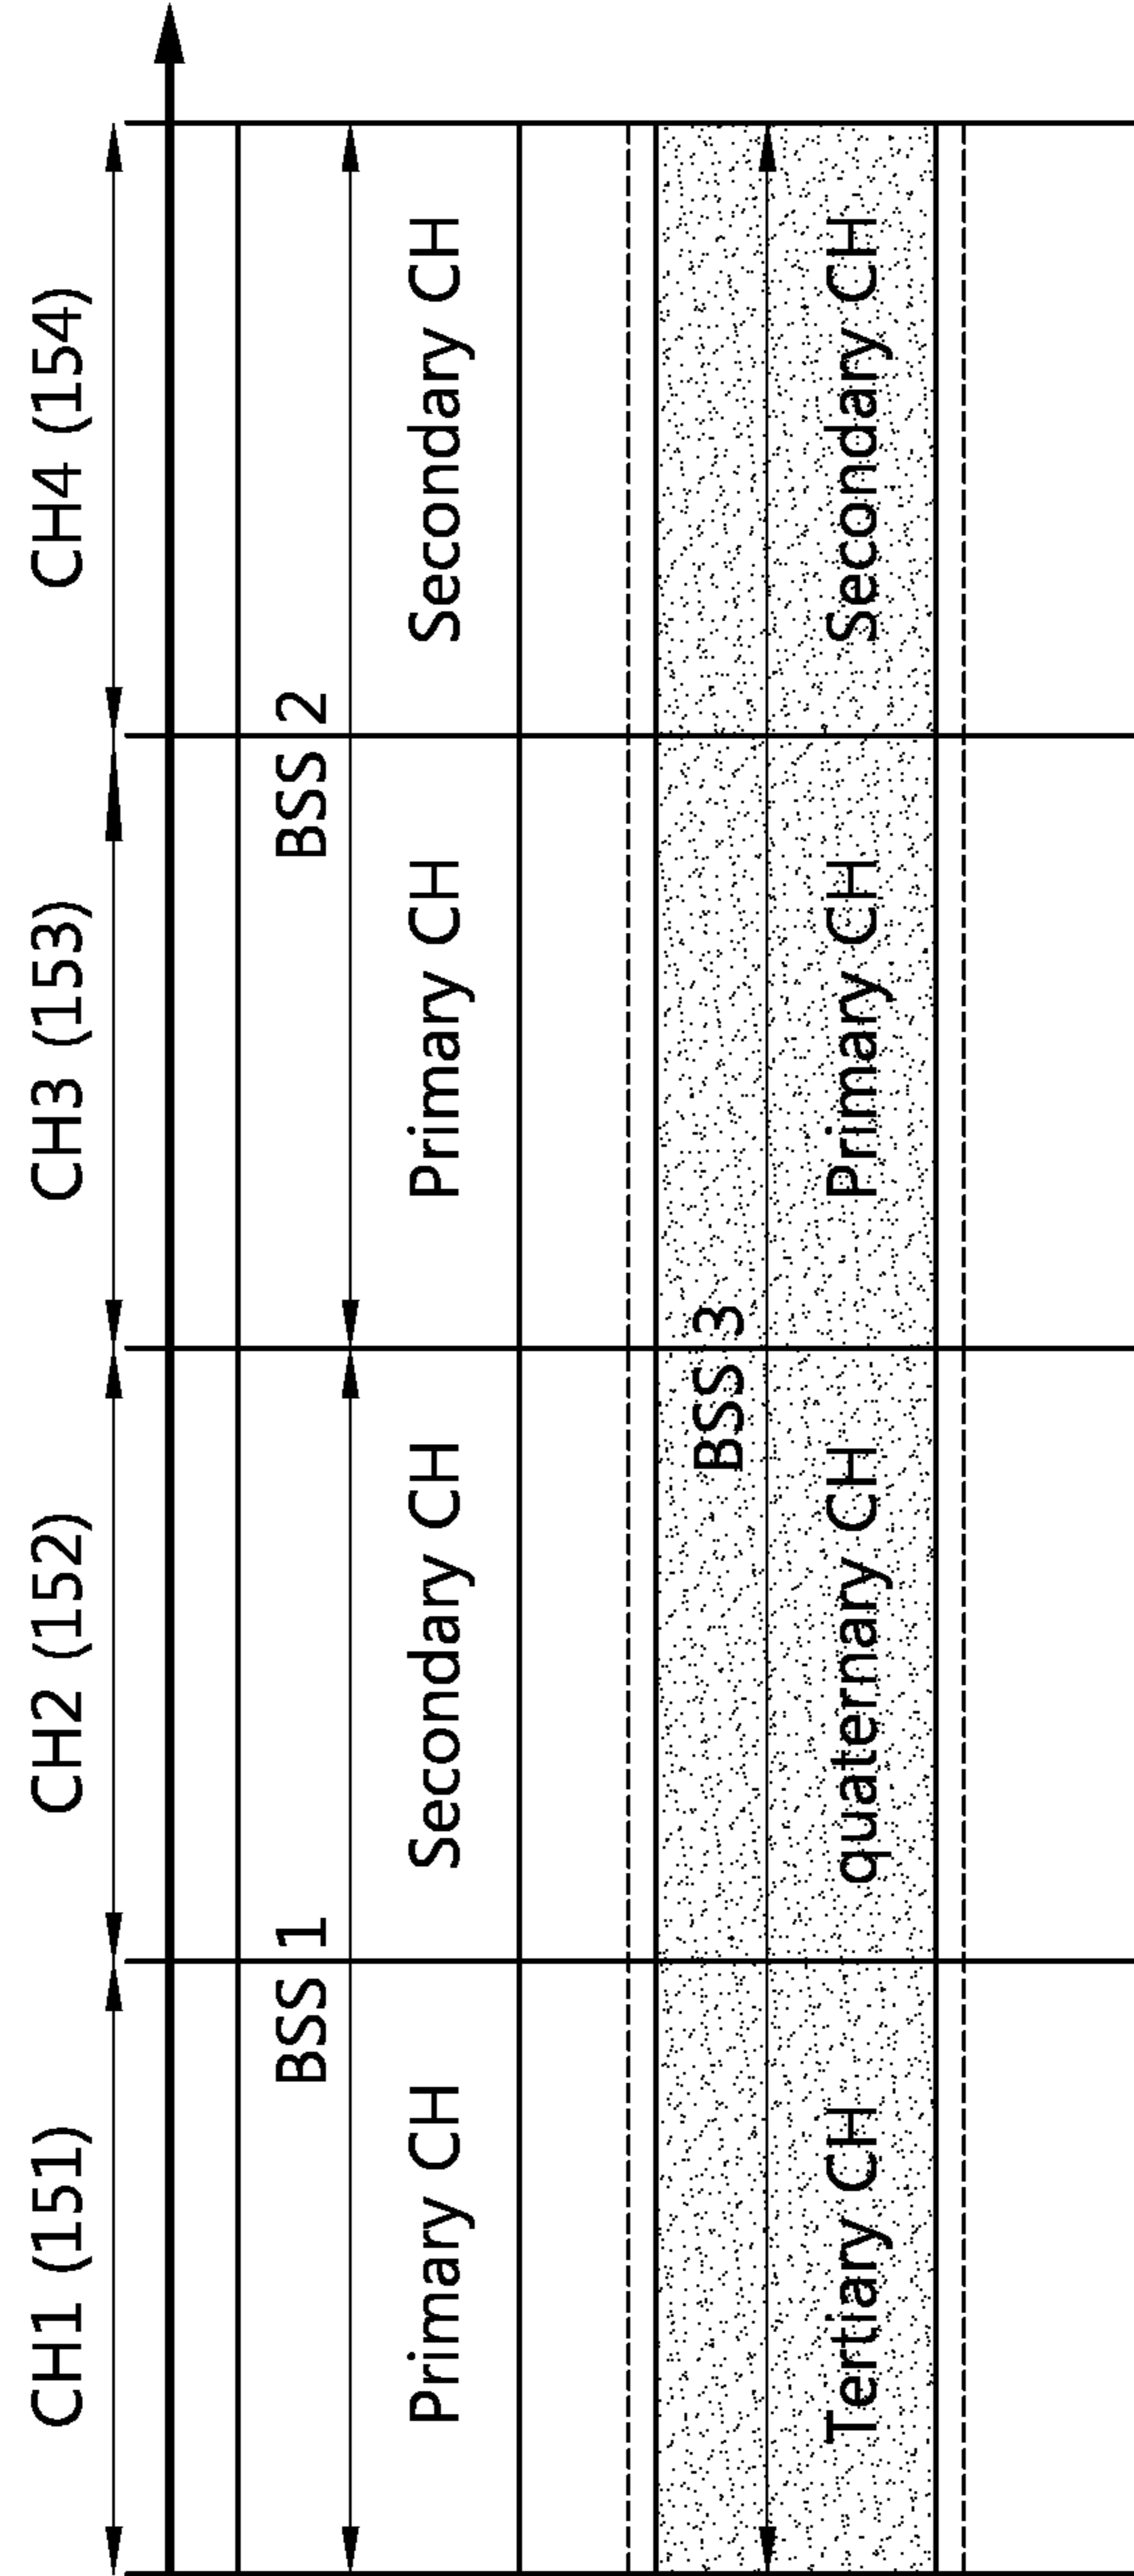 CH1 (151) CH2 (152) CH3 (153) CH4 (154)
BSS 1 BSS 2
Primary CH Secondary CH Primary CH Secondary CH
BSS 3
Tertiary CH quaternary CH Primary CH Secondary CH